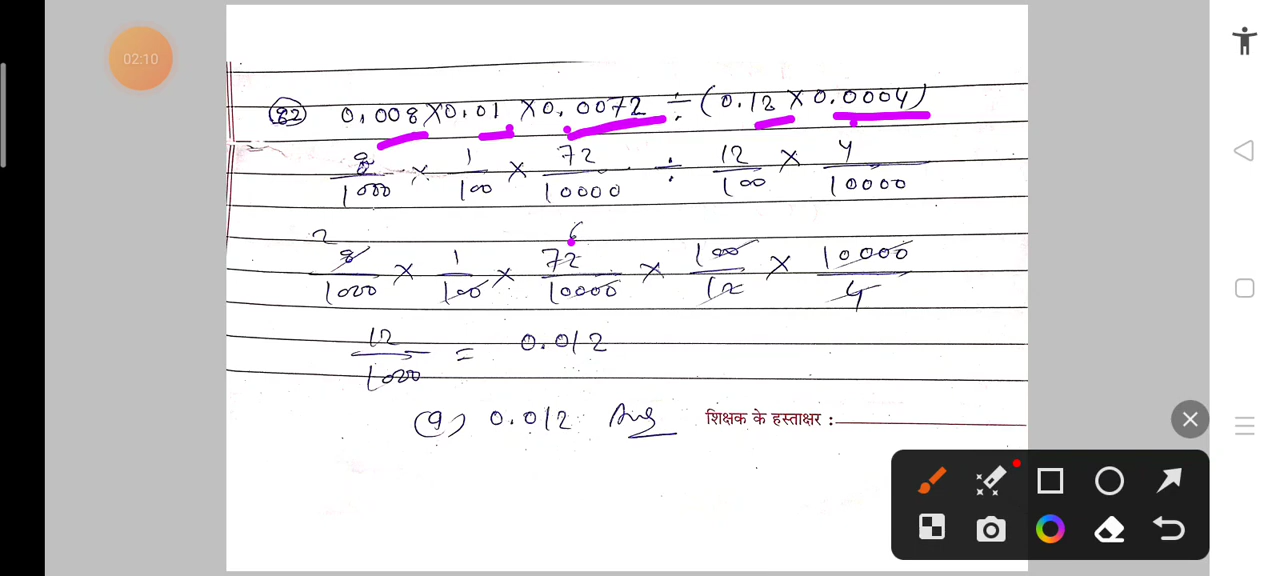 02:10
82 0.008×0.01×0.0072÷(0.12×0.0004)
8/1000 × 1/100 × 72/10000 ÷ 12/100 × 4/10000
2 6
8/1000 × 1/100 × 72/10000 × 100/12 × 10000/4
12/1000 = 0.012
(9) 0.012 Ans शिक्षक के हस्ताक्षर :